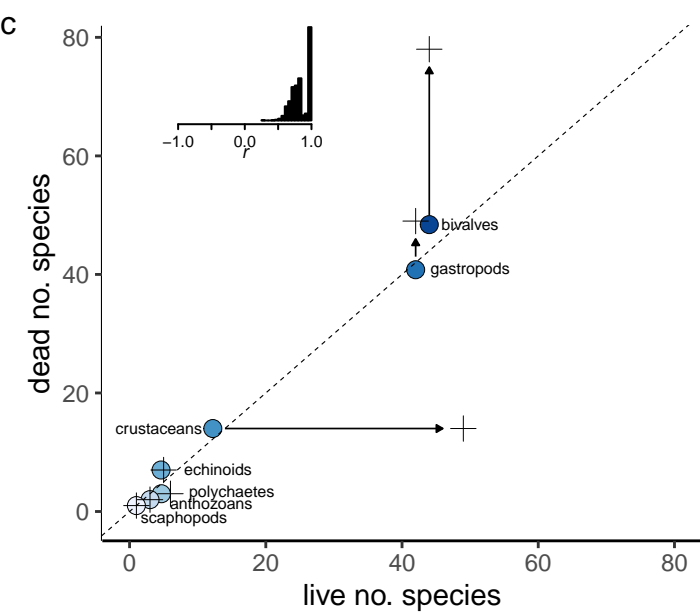 c
80
60
40
20
0
dead no. species
−1.0
0.0
1.0
r
bivalves
gastropods
crustaceans
echinoids
polychaetes
anthozoans
scaphopods
0
20
40
60
80
live no. species